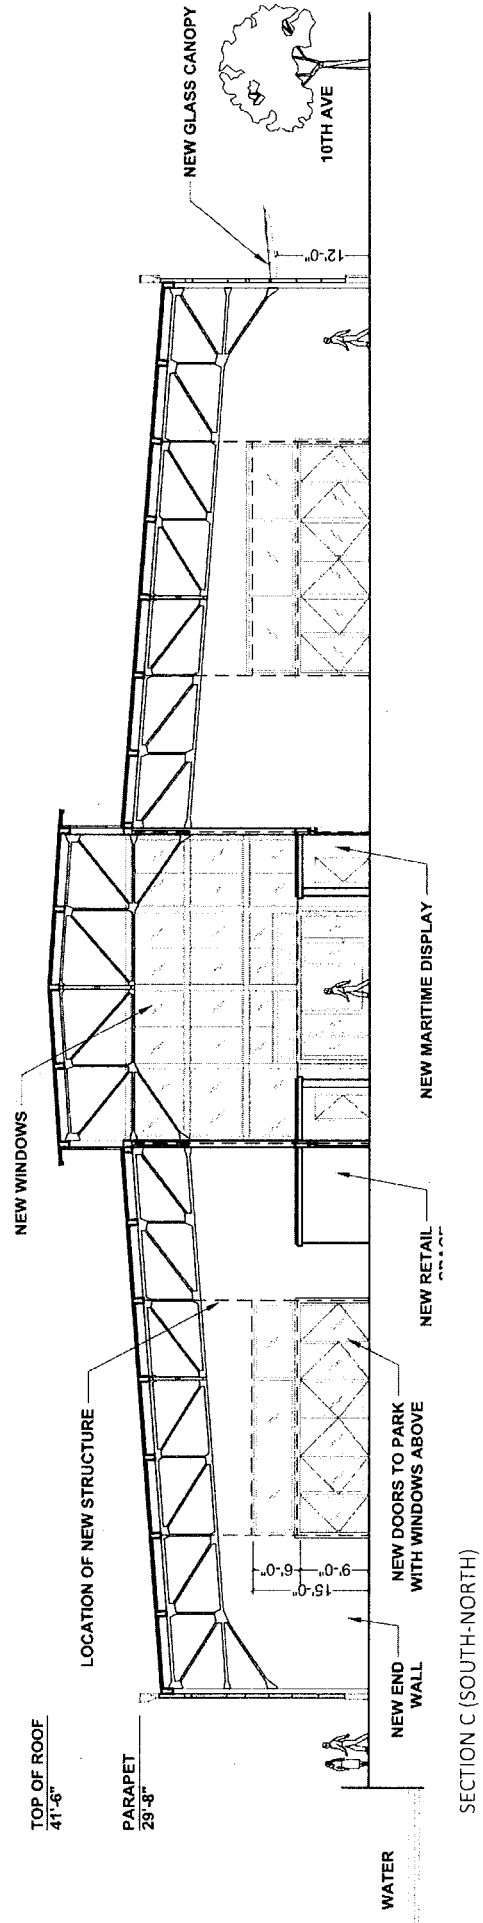 TOP OF ROOF
41'-6"
PARAPET
29'-8"
WATER
LOCATION OF NEW STRUCTURE
NEW WINDOWS
NEW GLASS CANOPY
10TH AVE
12'-0"
15'-0"
6'-0"
9'-0"
NEW END
WALL
NEW DOORS TO PARK
WITH WINDOWS ABOVE
NEW RETAIL
NEW MARITIME DISPLAY
SECTION C (SOUTH-NORTH)